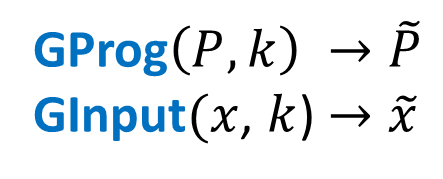 GProg(P, k) → P̃
GInput(x, k) → x̃